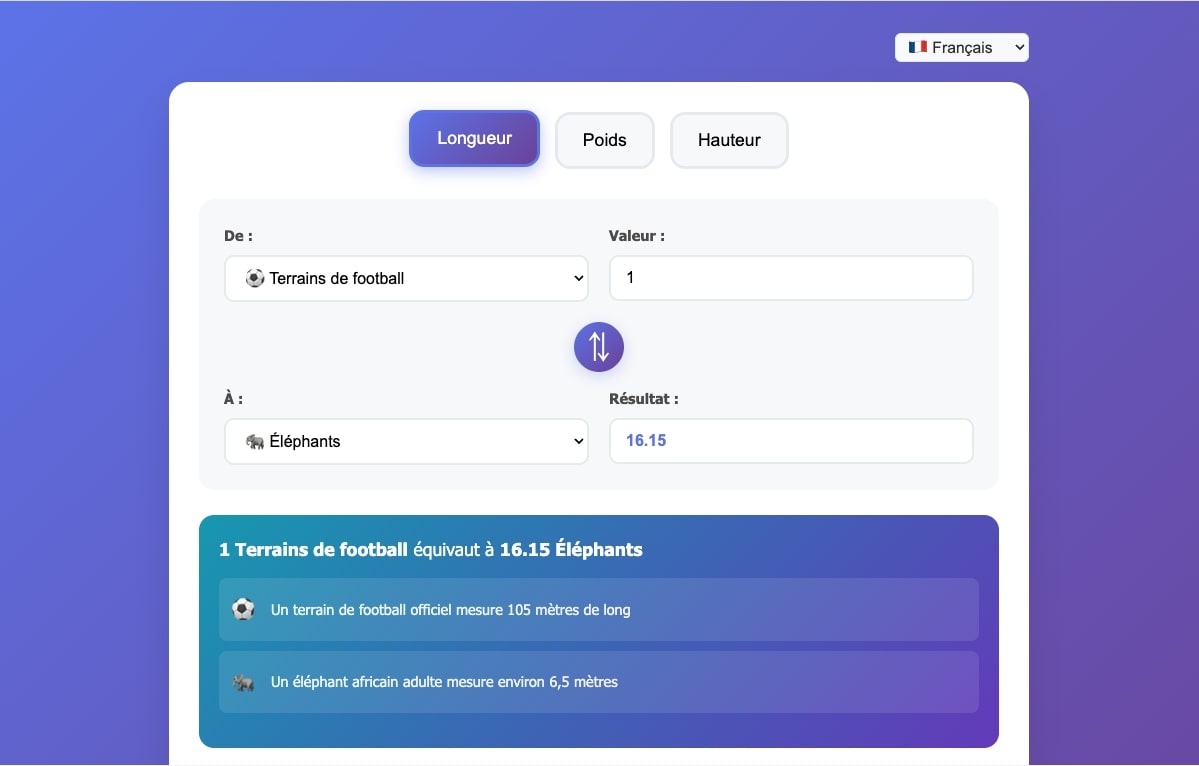 Français
Longueur
Poids
Hauteur
De :
Valeur :
Terrains de football
1
À :
Résultat :
Éléphants
16.15
1 Terrains de football équivaut à 16.15 Éléphants
Un terrain de football officiel mesure 105 mètres de long
Un éléphant africain adulte mesure environ 6,5 mètres